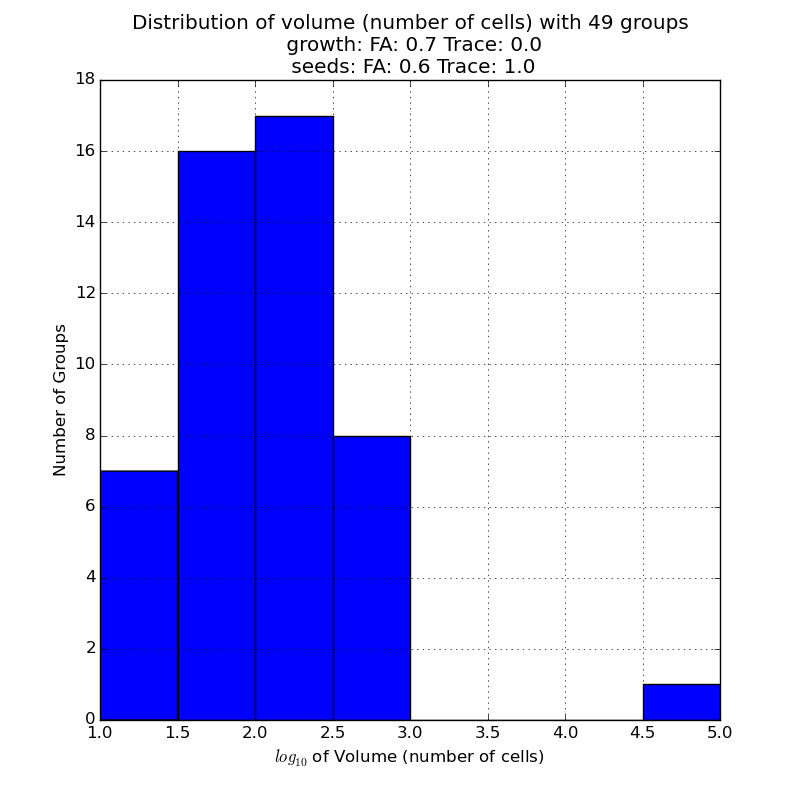 Distribution of volume (number of cells) with 49 groups
growth: FA: 0.7 Trace: 0.0
seeds: FA: 0.6 Trace: 1.0
18
16
14
12
10
8
6
4
2
0
Number of Groups
1.0 1.5 2.0 2.5 3.0 3.5 4.0 4.5 5.0
log10 of Volume (number of cells)